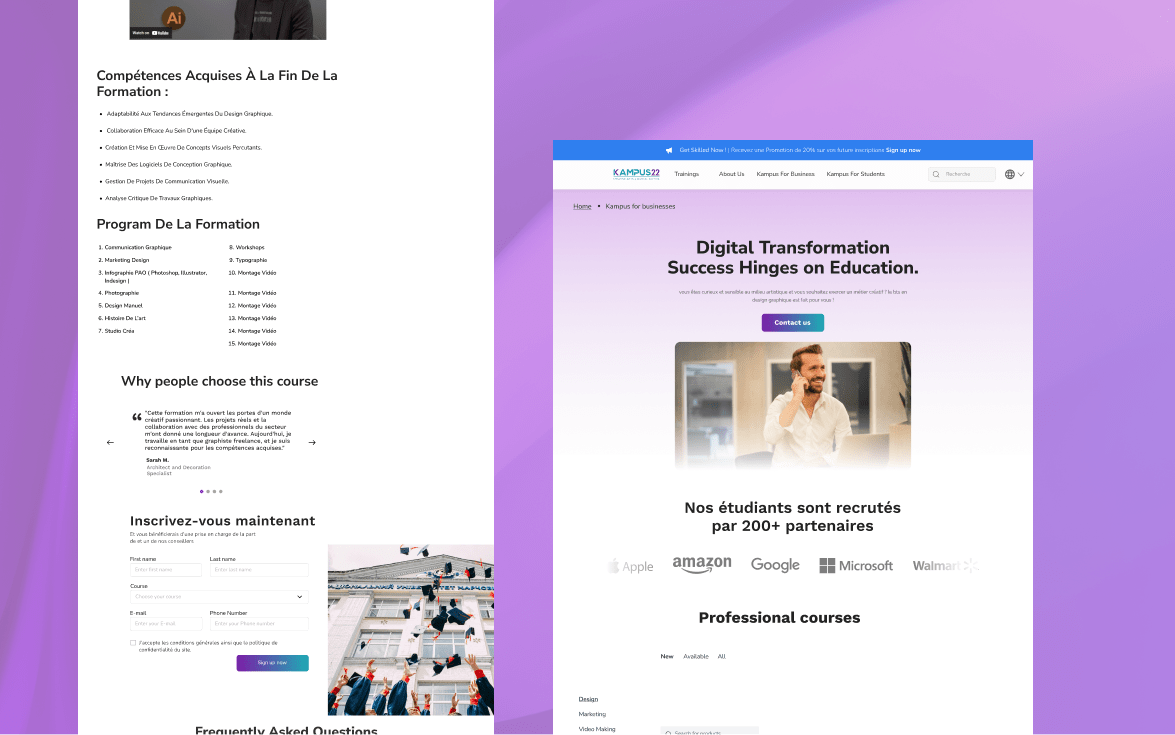 Ai
Watch on YouTube
Compétences Acquises À La Fin De La
Formation :
Adaptabilité Aux Tendances Émergentes Du Design Graphique.
Collaboration Efficace Au Sein D'une Équipe Créative.
Création Et Mise En Œuvre De Concepts Visuels Percutants.
Maîtrise Des Logiciels De Conception Graphique.
Gestion De Projets De Communication Visuelle.
Analyse Critique De Travaux Graphiques.
Program De La Formation
1. Communication Graphique
2. Marketing Design
3. Infographie PAO ( Photoshop, Illustrator,
Indesign )
4. Photographie
5. Design Manuel
6. Histoire De L'art
7. Studio Créa
8. Workshops
9. Typographie
10. Montage Vidéo
11. Montage Vidéo
12. Montage Vidéo
13. Montage Vidéo
14. Montage Vidéo
15. Montage Vidéo
Why people choose this course
"Cette formation m'a ouvert les portes d'un monde
créatif passionnant. Les projets réels et la
collaboration avec des professionnels du secteur
m'ont donné une longueur d'avance. Aujourd'hui, je
travaille en tant que graphiste freelance, et je suis
reconnaissante pour les compétences acquises."
Sarah M.
Architect and Decoration
Specialist
Inscrivez-vous maintenant
Et vous bénéficierais d'une prise en charge de la part
de et un de nos conseillers
First name
Last name
Enter first name
Enter last name
Course
Choose your course
E-mail
Phone Number
Enter your E-mail
Enter your Phone number
J'accepte les conditions générales ainsi que la politique de
confidentialité du site.
Sign up now
Frequently Asked Questions
Get Skilled Now ! | Recevez une Promotion de 20% sur vos future inscriptions Sign up now
KAMPUS22
Trainings
About Us
Kampus For Business
Kampus For Students
Recherche
Home • Kampus for businesses
Digital Transformation
Success Hinges on Education.
vous êtes curieux et sensible au milieu artistique et vous souhaitez exercer un métier créatif ? le bts en
design graphique est fait pour vous !
Contact us
Nos étudiants sont recrutés
par 200+ partenaires
Apple
amazon
Google
Microsoft
Walmart
Professional courses
New
Available
All
Design
Marketing
Video Making
Search for products